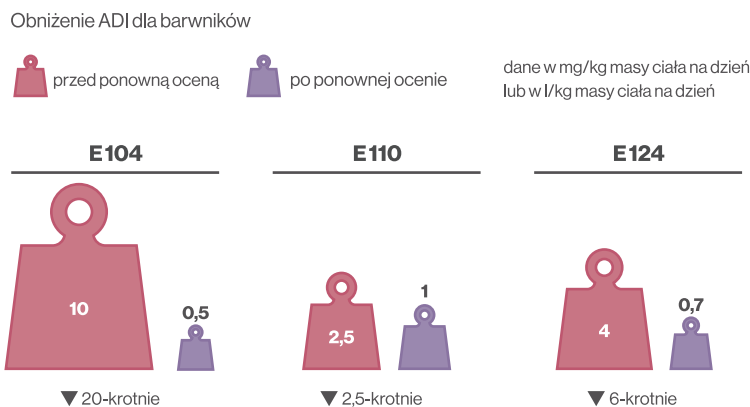 Obniżenie ADI dla barwników
przed ponowną oceną
po ponownej ocenie
dane w mg/kg masy ciała na dzień
lub w l/kg masy ciała na dzień
E104
E110
E124
10
0,5
2,5
1
4
0,7
▼ 20-krotnie
▼ 2,5-krotnie
▼ 6-krotnie